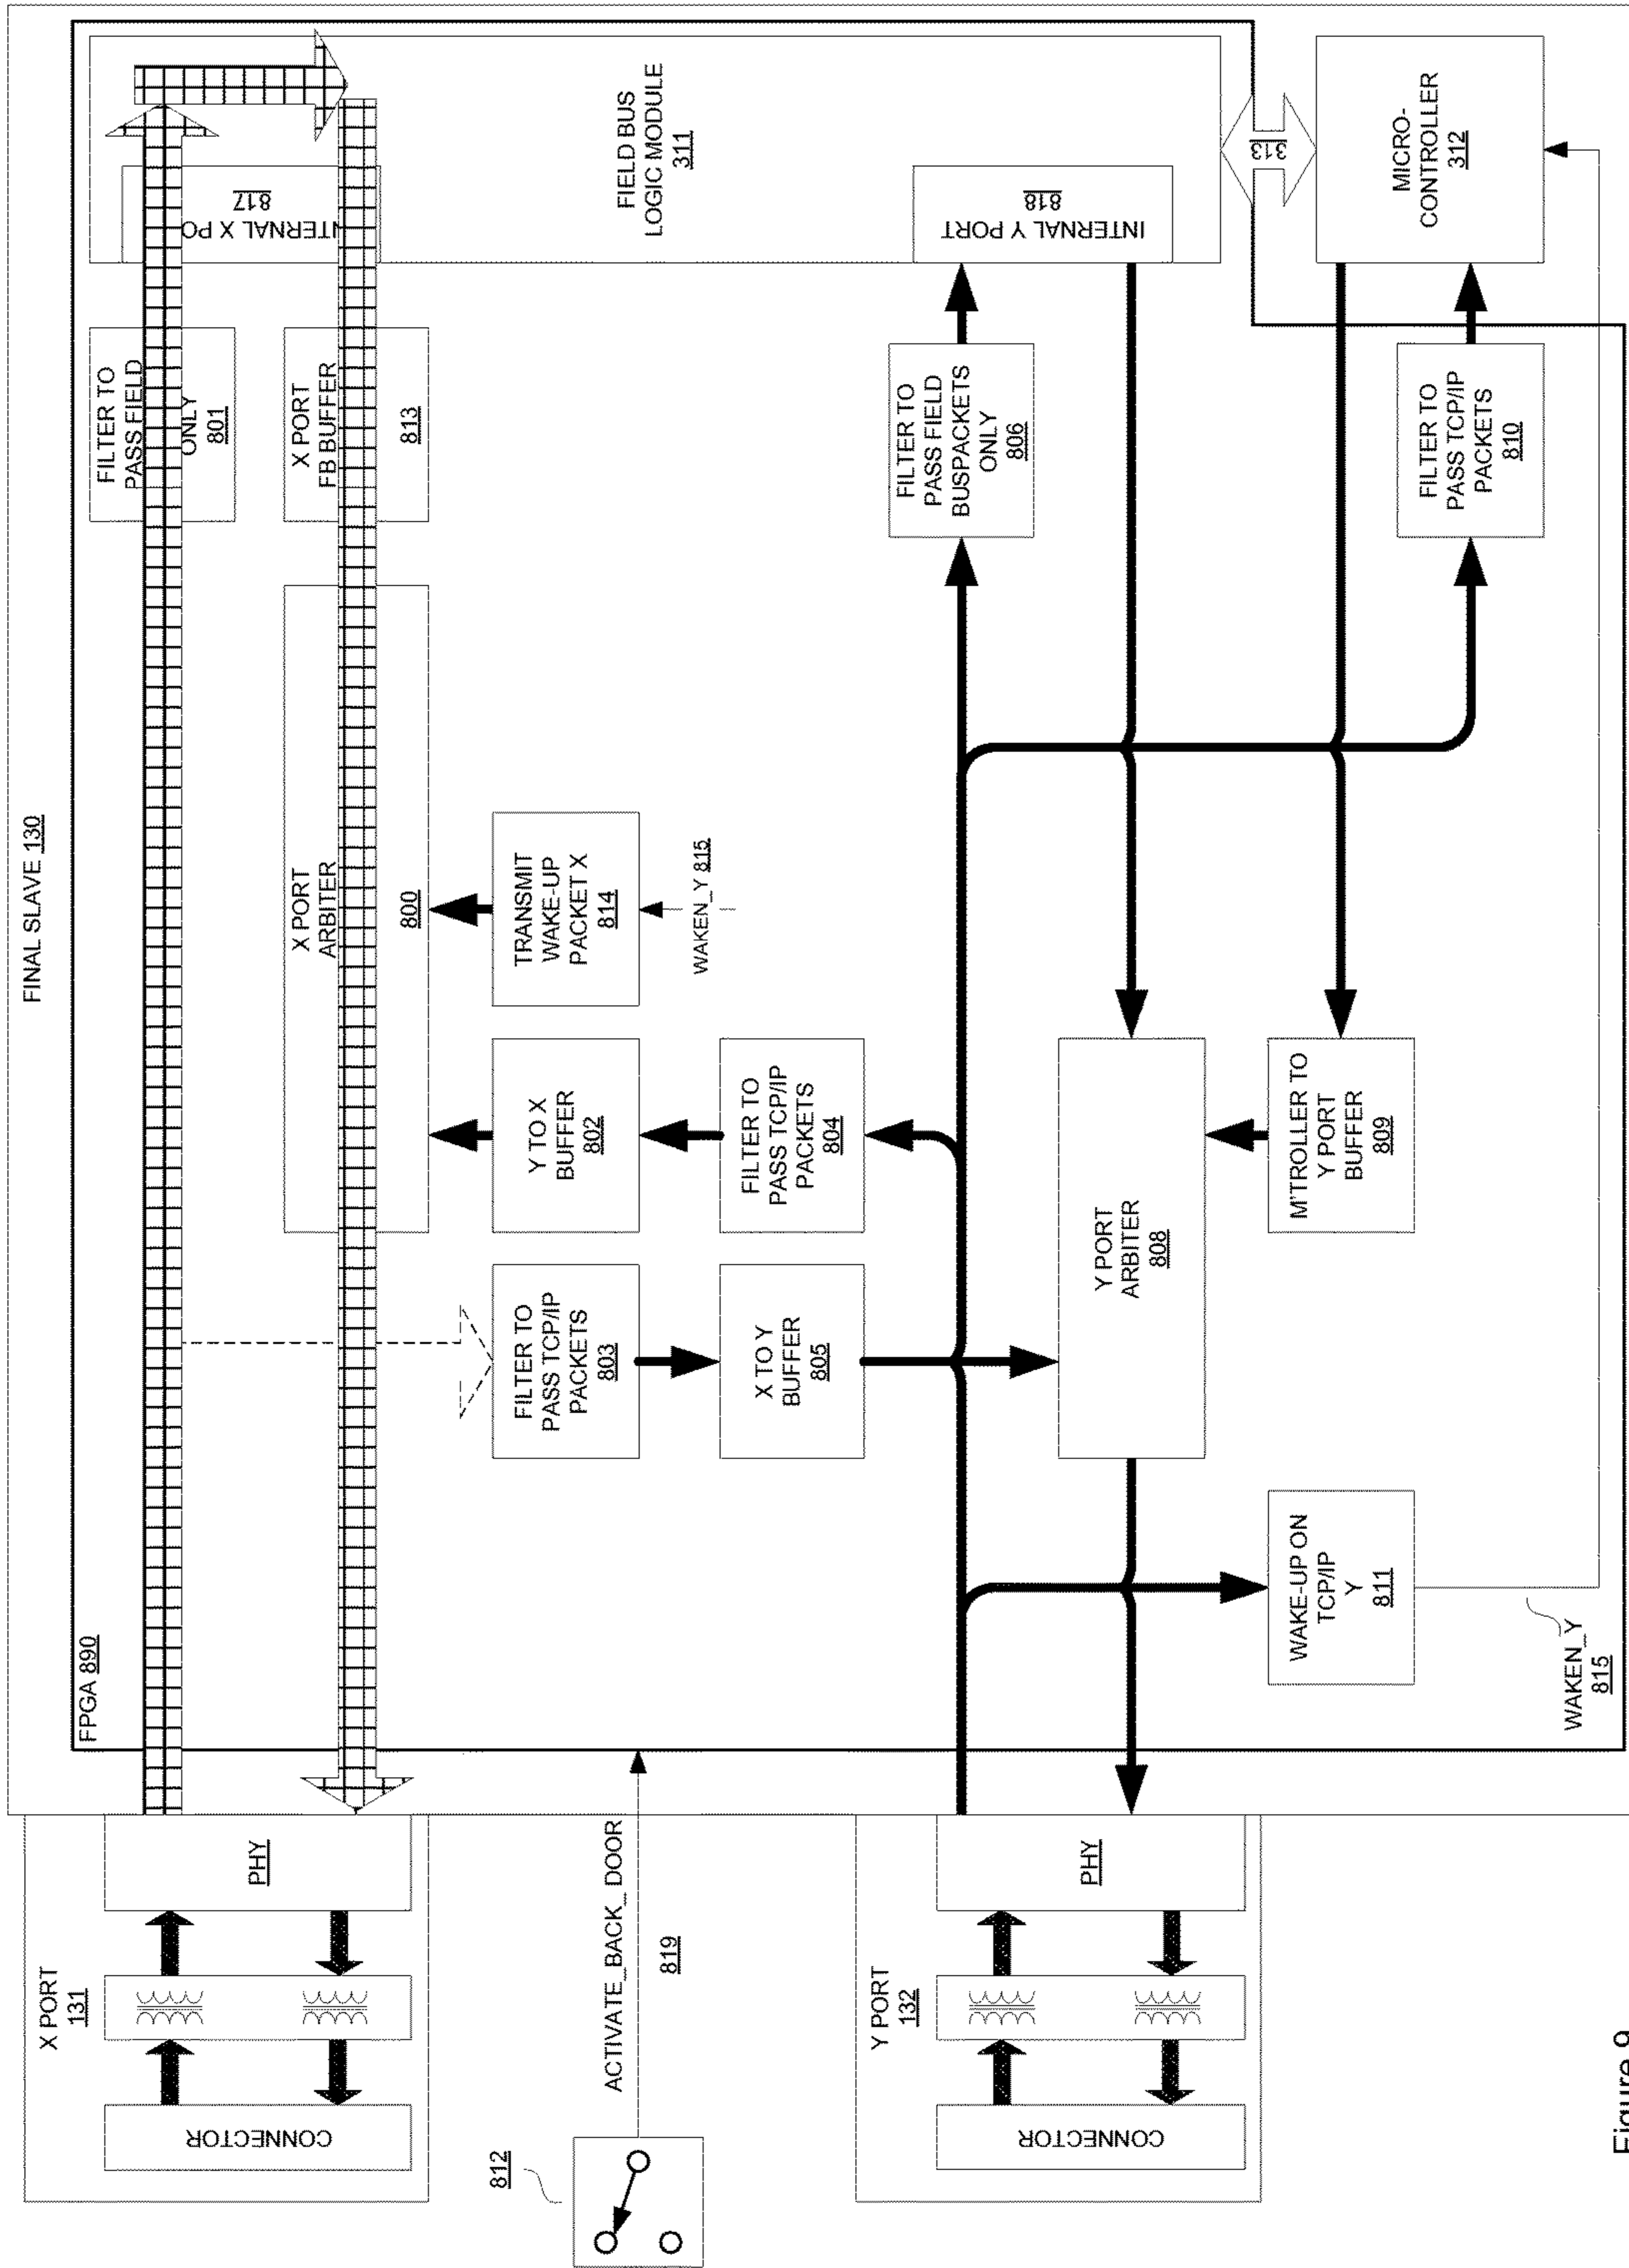 FINAL SLAVE 130
FPGA 890
X PORT
131
CONNECTOR
PHY
812
ACTIVATE_BACK_ DOOR
819
Y PORT
132
CONNECTOR
PHY
FILTER TO
PASS FIELD
ONLY
801
X PORT
FB BUFFER
813
X PORT
ARBITER
800
INTERNAL X PO
817
FIELD BUS
LOGIC MODULE
311
INTERNAL Y PORT
818
313
MICRO-
CONTROLLER
312
FILTER TO
PASS TCP/IP
PACKETS
803
X TO Y
BUFFER
805
Y TO X
BUFFER
802
FILTER TO
PASS TCP/IP
PACKETS
804
TRANSMIT
WAKE-UP
PACKET X
814
WAKEN_Y 815
FILTER TO
PASS FIELD
BUSPACKETS
ONLY
806
FILTER TO
PASS TCP/IP
PACKETS
810
Y PORT
ARBITER
808
M'TROLLER TO
Y PORT
BUFFER
809
WAKE-UP ON
TCP/IP
Y
811
WAKEN_Y
815
Figure 9